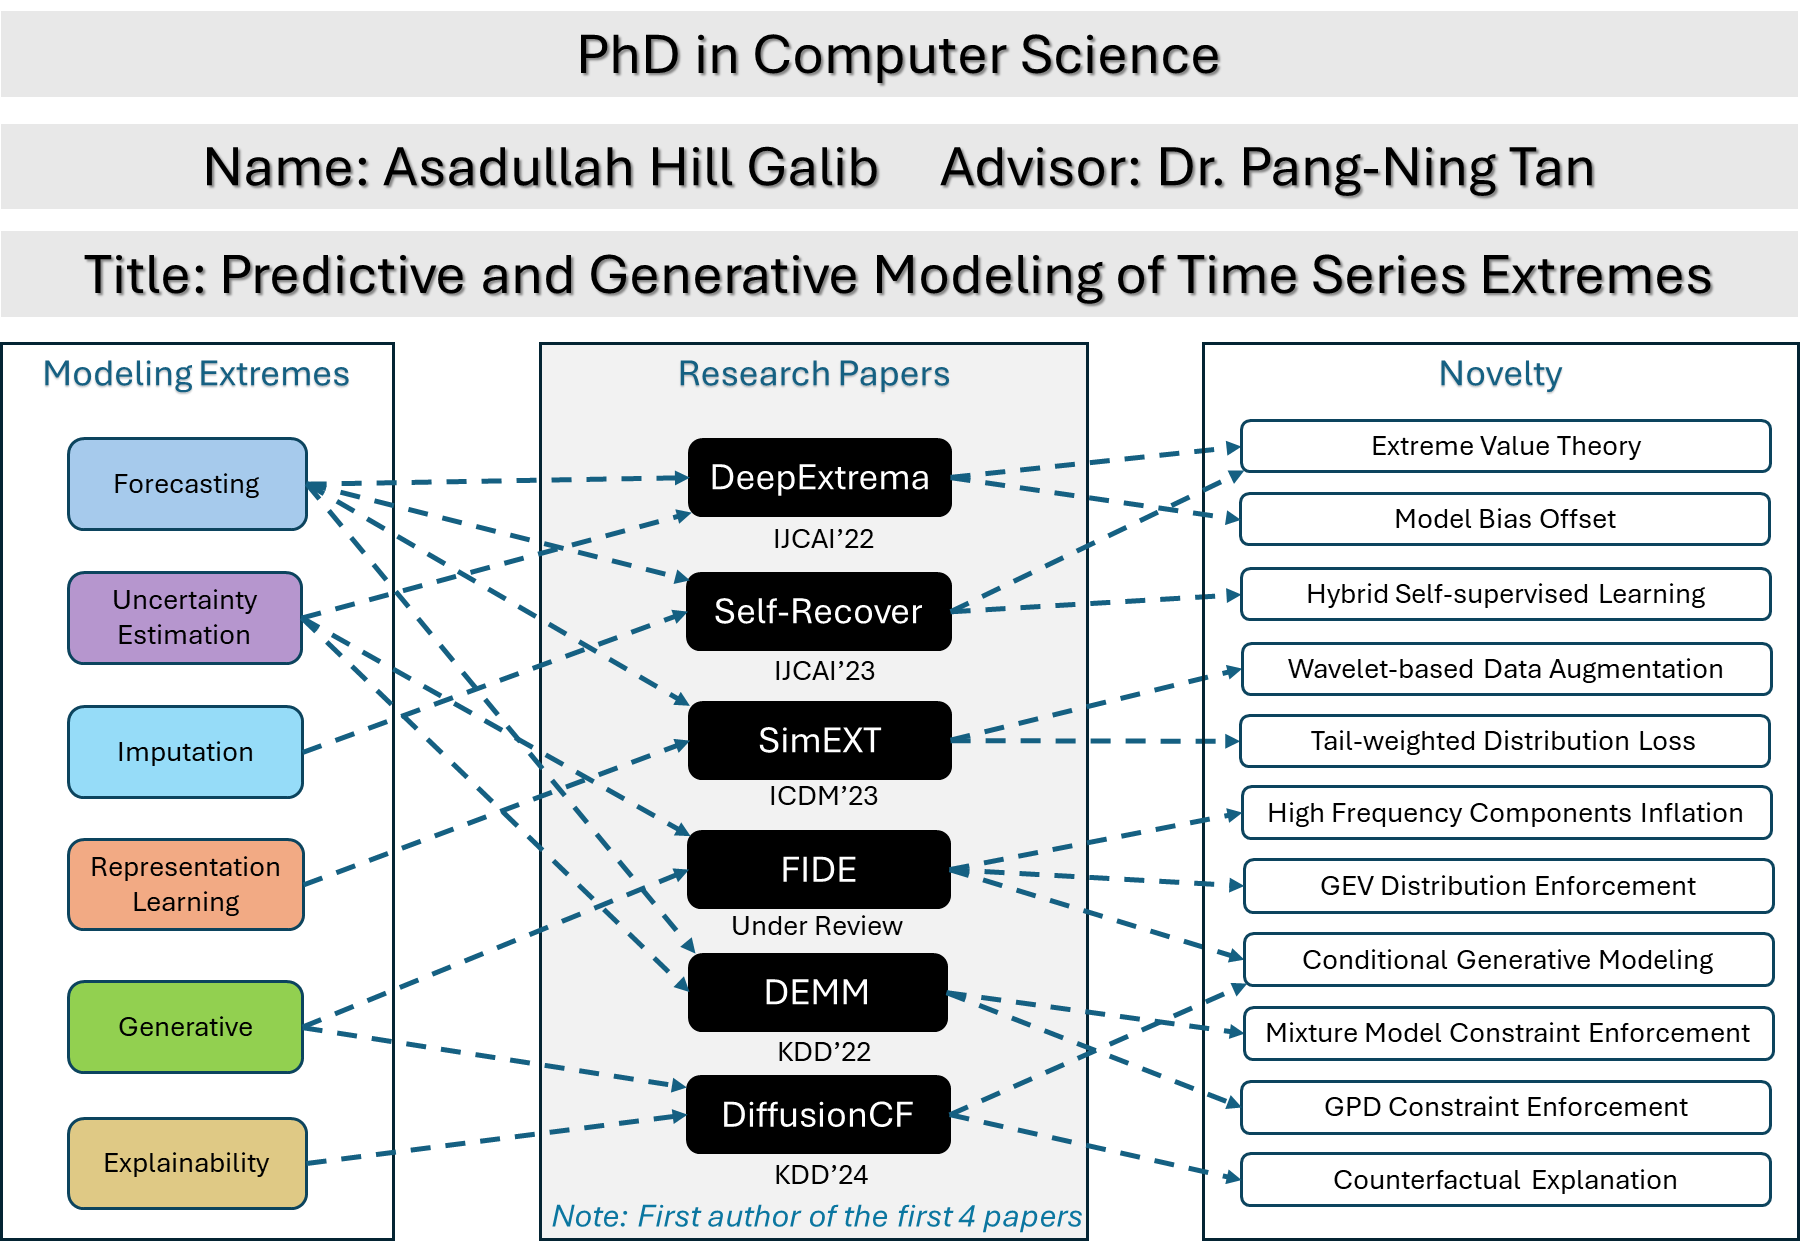 PhD in Computer Science
Name: Asadullah Hill Galib Advisor: Dr. Pang-Ning Tan
Title: Predictive and Generative Modeling of Time Series Extremes
Modeling Extremes
Forecasting
Uncertainty
Estimation
Imputation
Representation
Learning
Generative
Explainability
Research Papers
DeepExtrema
IJCAI’22
Self-Recover
IJCAI’23
SimEXT
ICDM’23
FIDE
Under Review
DEMM
KDD’22
DiffusionCF
KDD’24
Note: First author of the first 4 papers
Novelty
Extreme Value Theory
Model Bias Offset
Hybrid Self-supervised Learning
Wavelet-based Data Augmentation
Tail-weighted Distribution Loss
High Frequency Components Inflation
GEV Distribution Enforcement
Conditional Generative Modeling
Mixture Model Constraint Enforcement
GPD Constraint Enforcement
Counterfactual Explanation